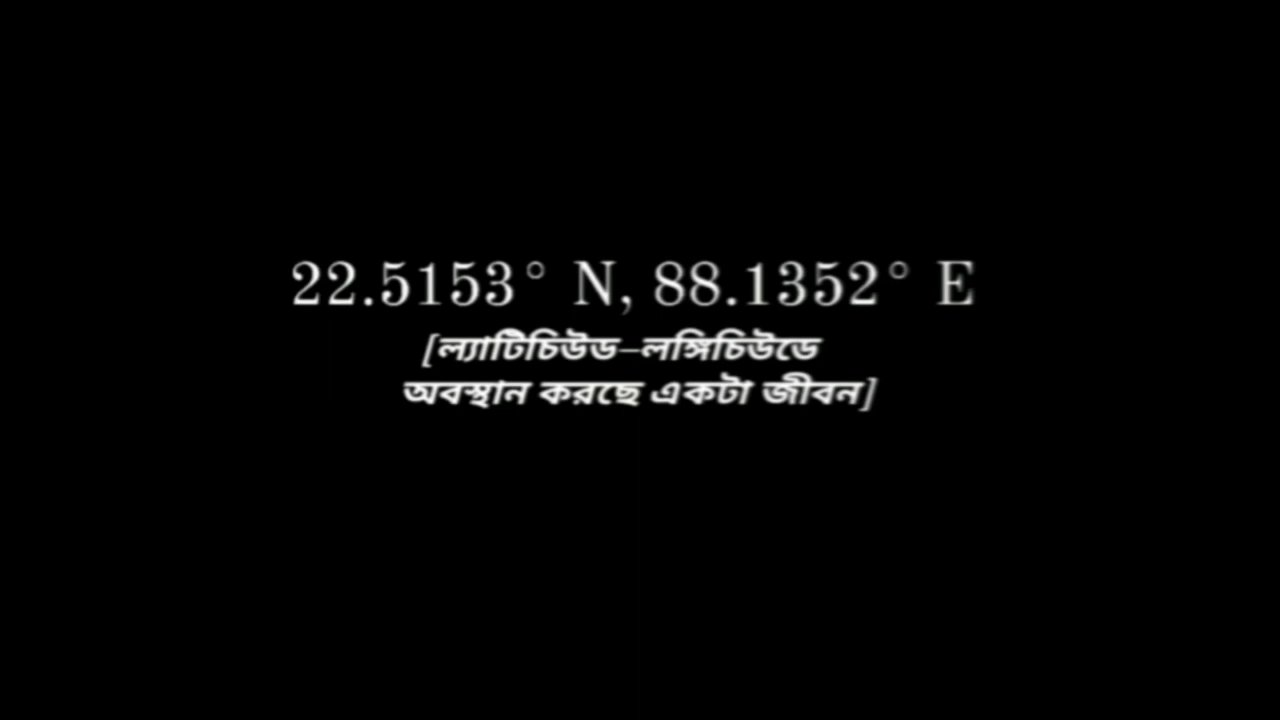 22.5153° N, 88.1352° E
[ল্যাটিচিউড–লঙ্গিচিউডে
অবস্থান করছে একটা জীবন]